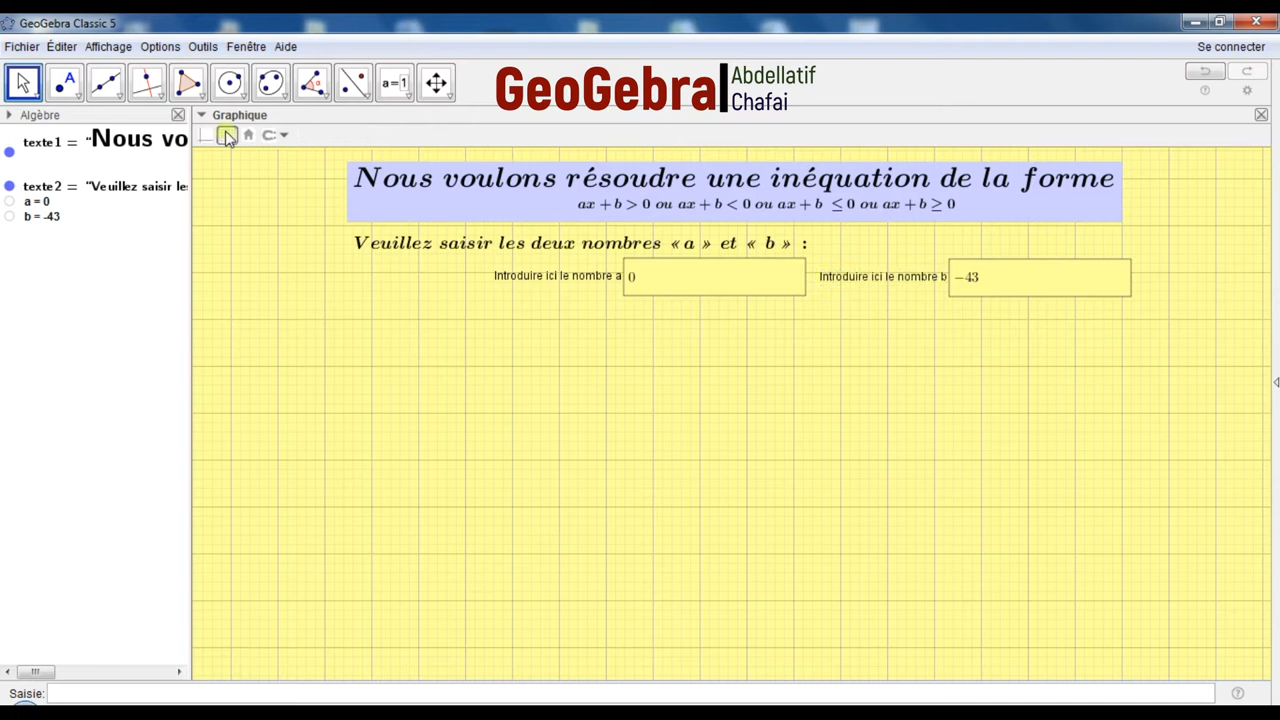 GeoGebra Classic 5
Fichier Éditer Affichage Options Outils Fenêtre Aide Se connecter
A a=1
GeoGebra Abdellatif Chafai
Algèbre
Graphique
texte1 = "Nous vo
texte2 = "Veuillez saisir le
a = 0
b = -43
Nous voulons résoudre une inéquation de la forme
ax + b > 0 ou ax + b < 0 ou ax + b ≤ 0 ou ax + b ≥ 0
Veuillez saisir les deux nombres « a » et « b » :
Introduire ici le nombre a 0 Introduire ici le nombre b −43
Saisie: